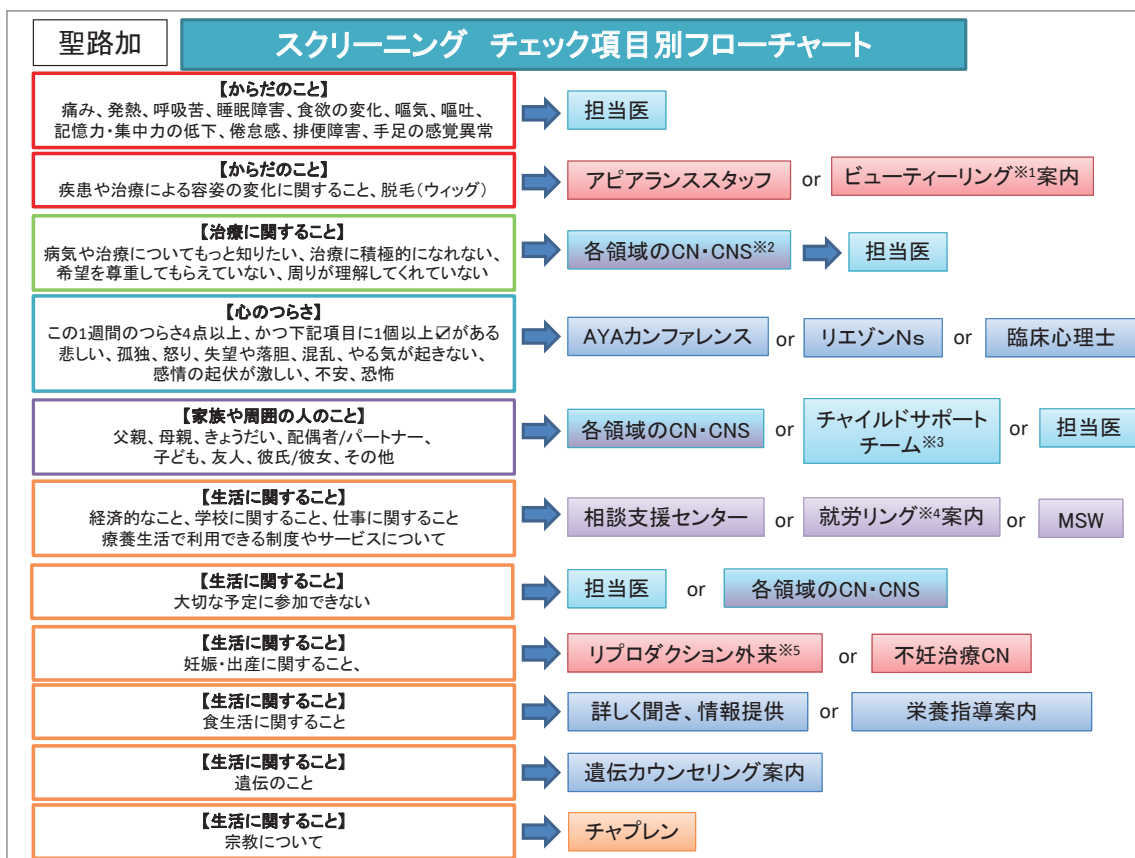 聖路加
スクリーニング チェック項目別フローチャート
【からだのこと】
痛み、発熱、呼吸苦、睡眠障害、食欲の変化、嘔気、嘔吐、
記憶力・集中力の低下、倦怠感、排便障害、手足の感覚異常
担当医
【からだのこと】
疾患や治療による容姿の変化に関すること、脱毛(ウィッグ)
アピアランススタッフ or ビューティーリング※1案内
【治療に関すること】
病気や治療についてもっと知りたい、治療に積極的になれない、
希望を尊重してもらえていない、周りが理解してくれていない
各領域のCN・CNS※2 担当医
【心のつらさ】
この1週間のつらさ4点以上、かつ下記項目に1個以上☑がある
悲しい、孤独、怒り、失望や落胆、混乱、やる気が起きない、
感情の起伏が激しい、不安、恐怖
AYAカンファレンス or リエゾンNs or 臨床心理士
【家族や周囲の人のこと】
父親、母親、きょうだい、配偶者/パートナー、
子ども、友人、彼氏/彼女、その他
各領域のCN・CNS or チャイルドサポート
チーム※3 or 担当医
【生活に関すること】
経済的なこと、学校に関すること、仕事に関すること
療養生活で利用できる制度やサービスについて
相談支援センター or 就労リング※4案内 or MSW
【生活に関すること】
大切な予定に参加できない
担当医 or 各領域のCN・CNS
【生活に関すること】
妊娠・出産に関すること、
リプロダクション外来※5 or 不妊治療CN
【生活に関すること】
食生活に関すること
詳しく聞き、情報提供 or 栄養指導案内
【生活に関すること】
遺伝のこと
遺伝カウンセリング案内
【生活に関すること】
宗教について
チャプレン